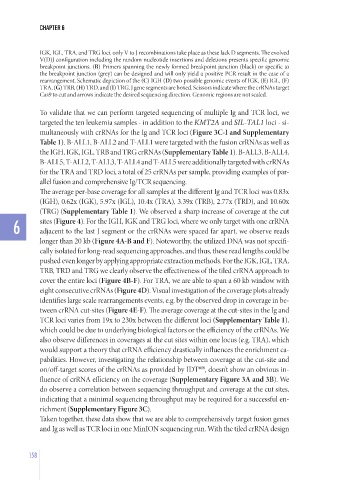 CHAPTER 6
IGK, IGL, TRA, and TRG loci, only V to J recombinations take place as these lack D segments. The evolved
V(D)J configuration including the random nucleotide insertions and deletions presents specific genomic
breakpoint junctions. (B) Primers spanning the newly formed breakpoint junction (black) or specific to
the breakpoint junction (grey) can be designed and will only yield a positive PCR result in the case of a
rearrangement. Schematic depiction of the (C) IGH (D) two possible genomic events of IGK, (E) IGL, (F)
TRA, (G) TRB, (H) TRD, and (I) TRG. J gene segments are boxed. Scissors indicate where the crRNAs target
Cas9 to cut and arrows indicate the desired sequencing direction. Genomic regions are not scaled.
To validate that we can perform targeted sequencing of multiple Ig and TCR loci, we
targeted the ten leukemia samples - in addition to the KMT2A and SIL-TAL1 loci - si-
multaneously with crRNAs for the Ig and TCR loci (Figure 3C-I and Supplementary
Table 1). B-ALL1, B-ALL2 and T-ALL1 were targeted with the fusion crRNAs as well as
the IGH, IGK, IGL TRB and TRG crRNAs (Supplementary Table 1). B-ALL3, B-ALL4,
B-ALL5, T-ALL2, T-ALL3, T-ALL4 and T-ALL5 were additionally targeted with crRNAs
for the TRA and TRD loci, a total of 25 crRNAs per sample, providing examples of par-
allel fusion and comprehensive Ig/TCR sequencing.
The average per-base coverage for all samples at the different Ig and TCR loci was 0.83x
(IGH), 0.62x (IGK), 5.97x (IGL), 10.4x (TRA), 3.39x (TRB), 2.77x (TRD), and 10.60x
(TRG) (Supplementary Table 1). We observed a sharp increase of coverage at the cut
sites (Figure 4). For the IGH, IGK and TRG loci, where we only target with one crRNA
adjacent to the last J segment or the crRNAs were spaced far apart, we observe reads
longer than 20 kb (Figure 4A-B and F). Noteworthy, the utilized DNA was not specifi-
cally isolated for long-read sequencing approaches, and thus, these read lengths could be
pushed even longer by applying appropriate extraction methods. For the IGK, IGL, TRA,
TRB, TRD and TRG we clearly observe the effectiveness of the tiled crRNA approach to
cover the entire loci (Figure 4B-F). For TRA, we are able to span a 60 kb window with
eight consecutive crRNAs (Figure 4D). Visual investigation of the coverage plots already
identifies large scale rearrangements events, e.g. by the observed drop in coverage in be-
tween crRNA cut-sites (Figure 4E-F). The average coverage at the cut-sites in the Ig and
TCR loci varies from 19x to 230x between the different loci (Supplementary Table 1),
which could be due to underlying biological factors or the efficiency of the crRNAs. We
also observe differences in coverages at the cut sites within one locus (e.g. TRA), which
would support a theory that crRNA efficiency drastically influences the enrichment ca-
pabilities. However, investigating the relationship between coverage at the cut-site and
on/off-target scores of the crRNAs as provided by IDT doesn't show an obvious in-
fluence of crRNA efficiency on the coverage (Supplementary Figure 3A and 3B). We
do observe a correlation between sequencing throughput and coverage at the cut sites,
indicating that a minimal sequencing throughput may be required for a successful en-
richment (Supplementary Figure 3C).
Taken together, these data show that we are able to comprehensively target fusion genes
and Ig as well as TCR loci in one MinION sequencing run. With the tiled crRNA design
6
158